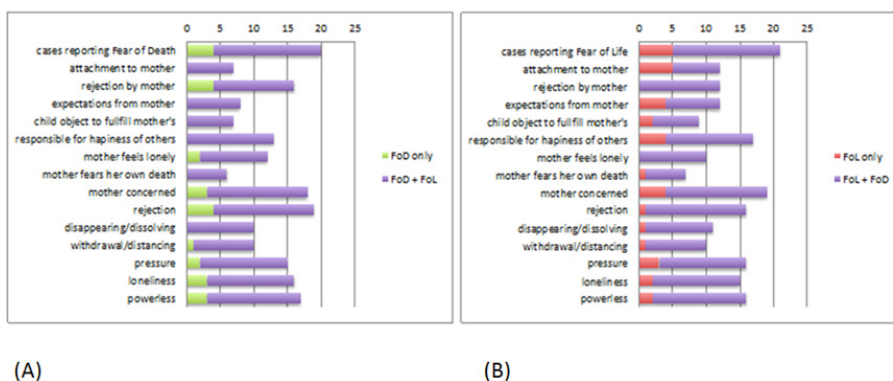 0 5 10 15 20 25
cases reporting Fear of Death
attachment to mother
rejection by mother
expectations from mother
child object to fullfill mother's
responsible for hapiness of others
mother feels lonely
mother fears her own death
mother concerned
rejection
disappearing/dissolving
withdrawal/distancing
pressure
loneliness
powerless
FoD only
FoD + FoL
(A)
0 5 10 15 20 25
cases reporting Fear of Life
attachment to mother
rejection by mother
expectations from mother
child object to fullfill mother's
responsible for hapiness of others
mother feels lonely
mother fears her own death
mother concerned
rejection
disappearing/dissolving
withdrawal/distancing
pressure
loneliness
powerless
FoL only
FoL + FoD
(B)